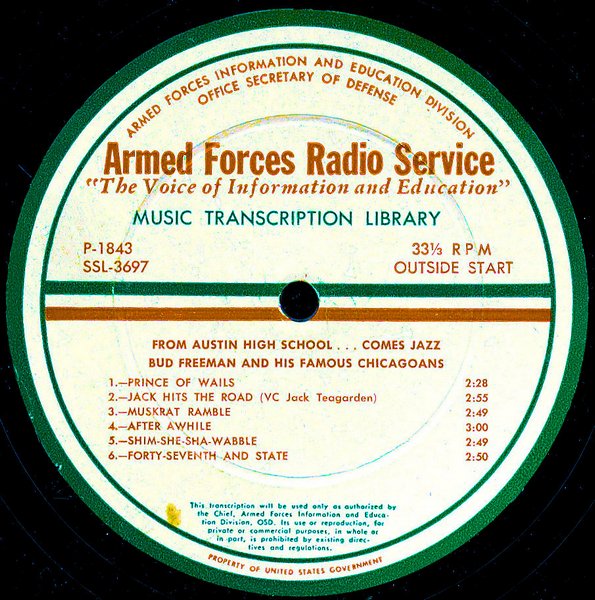 ARMED FORCES INFORMATION AND EDUCATION DIVISION
OFFICE SECRETARY OF DEFENSE
Armed Forces Radio Service
"The Voice of Information and Education"
MUSIC TRANSCRIPTION LIBRARY
P-1843 33⅓ R P M
SSL-3697 OUTSIDE START
FROM AUSTIN HIGH SCHOOL . . . COMES JAZZ
BUD FREEMAN AND HIS FAMOUS CHICAGOANS
1.—PRINCE OF WAILS 2:28
2.—JACK HITS THE ROAD (VC Jack Teagarden) 2:55
3.—MUSKRAT RAMBLE 2:49
4.—AFTER AWHILE 3:00
5.—SHIM-SHE-SHA-WABBLE 2:49
6.—FORTY-SEVENTH AND STATE 2:50
This transcription will be used only as authorized by
the Chief, Armed Forces Information and Educa-
tion Division, OSD. Its use or reproduction, for
private or commercial purposes, in whole or
in part, is prohibited by existing direc-
tives and regulations.
PROPERTY OF UNITED STATES GOVERNMENT